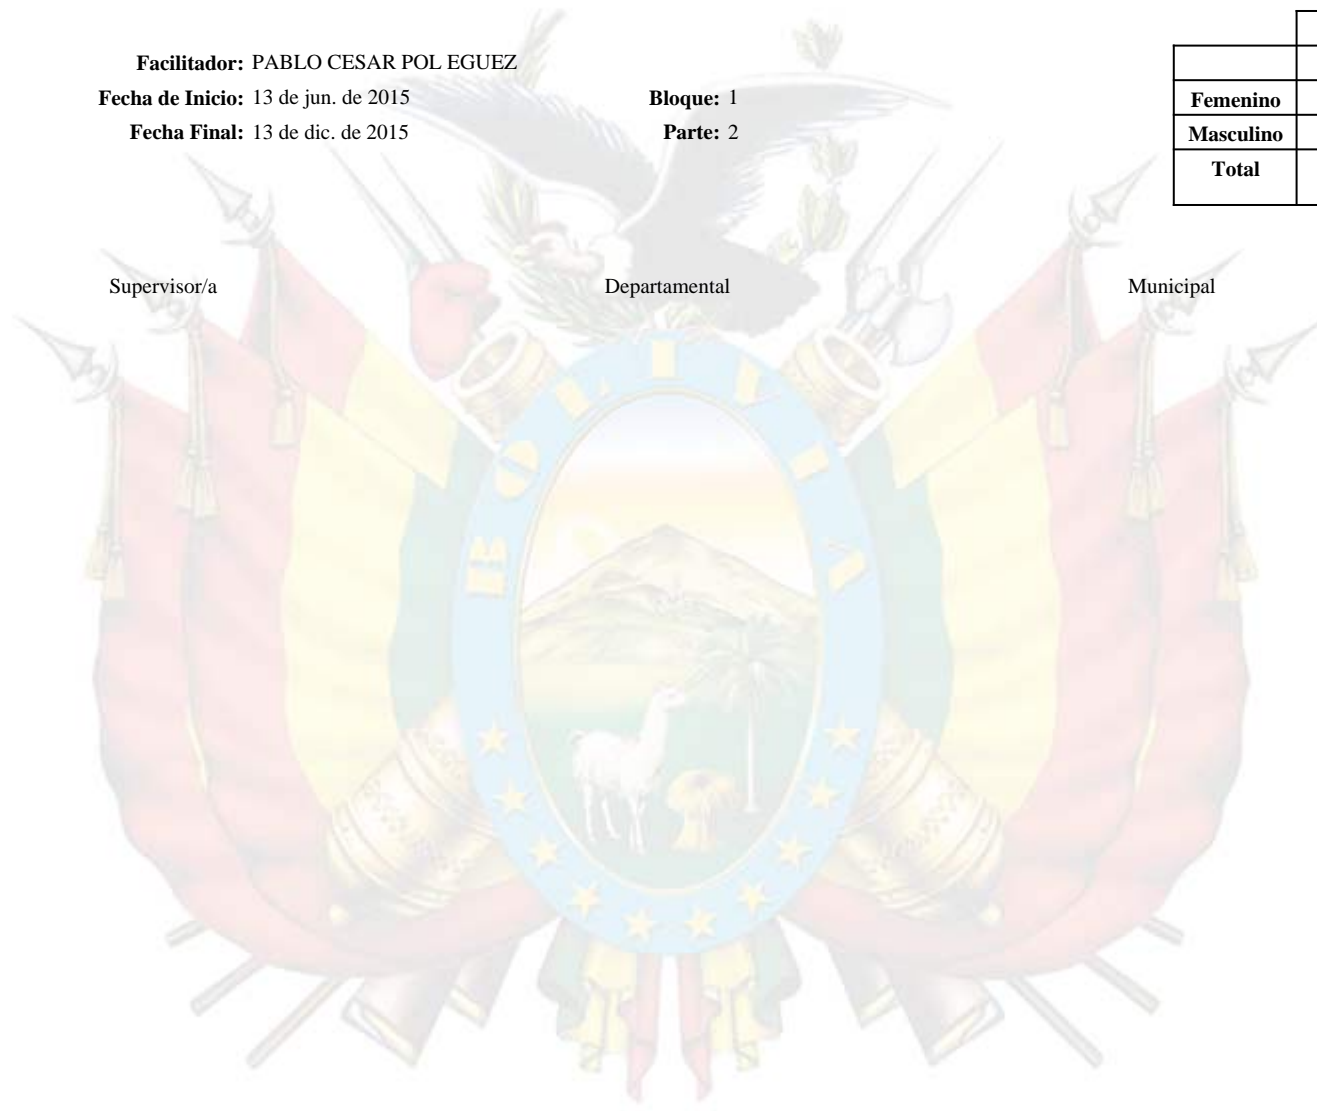 Facilitador: PABLO CESAR POL EGUEZ
Fecha de Inicio: 13 de jun. de 2015 Bloque: 1
Fecha Final: 13 de dic. de 2015 Parte: 2
Femenino
Masculino
Total
Supervisor/a Departamental Municipal
BOLIVIA